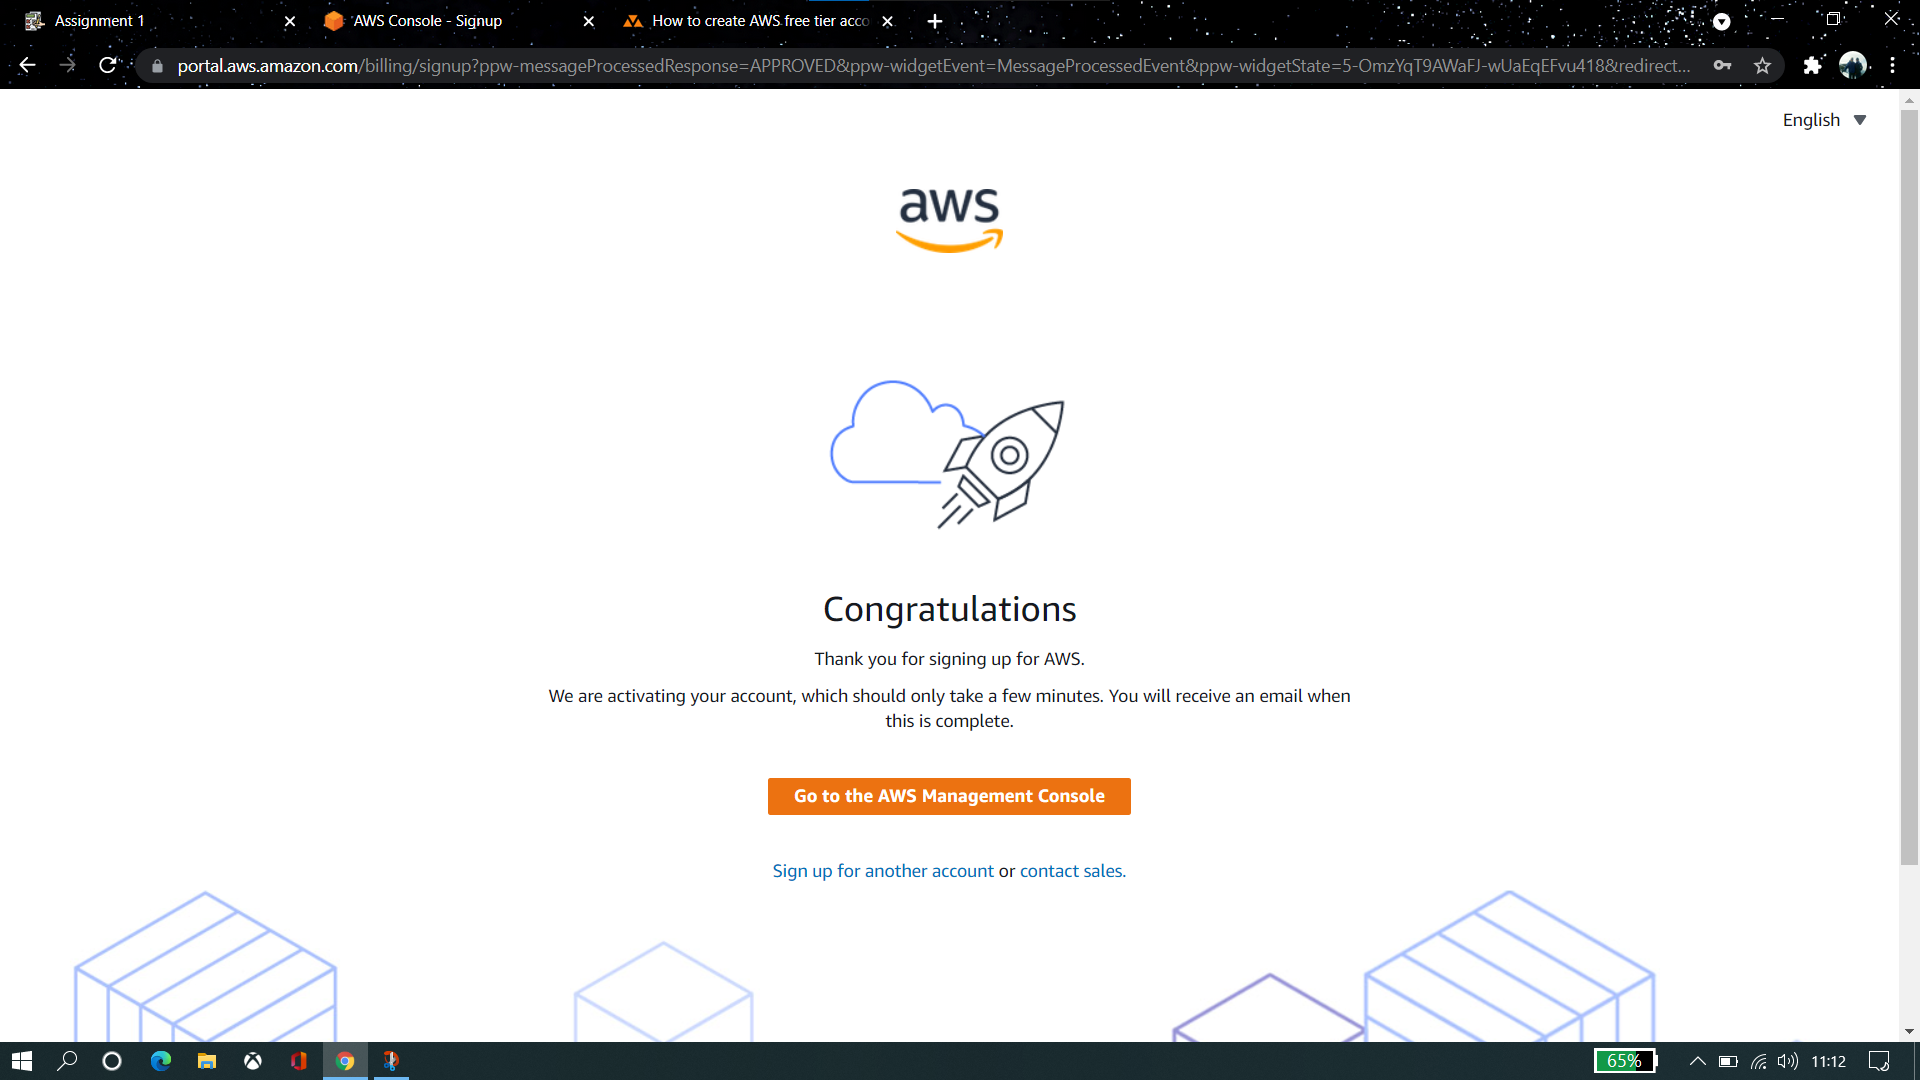 Assignment 1
AWS Console - Signup
How to create AWS free tier acco
portal.aws.amazon.com/billing/signup?ppw-messageProcessedResponse=APPROVED&ppw-widgetEvent=MessageProcessedEvent&ppw-widgetState=5-OmzYqT9AWaFJ-wUaEqEFvu418&redirect...
English
aws
Congratulations
Thank you for signing up for AWS.
We are activating your account, which should only take a few minutes. You will receive an email when
this is complete.
Go to the AWS Management Console
Sign up for another account or contact sales.
65%
11:12